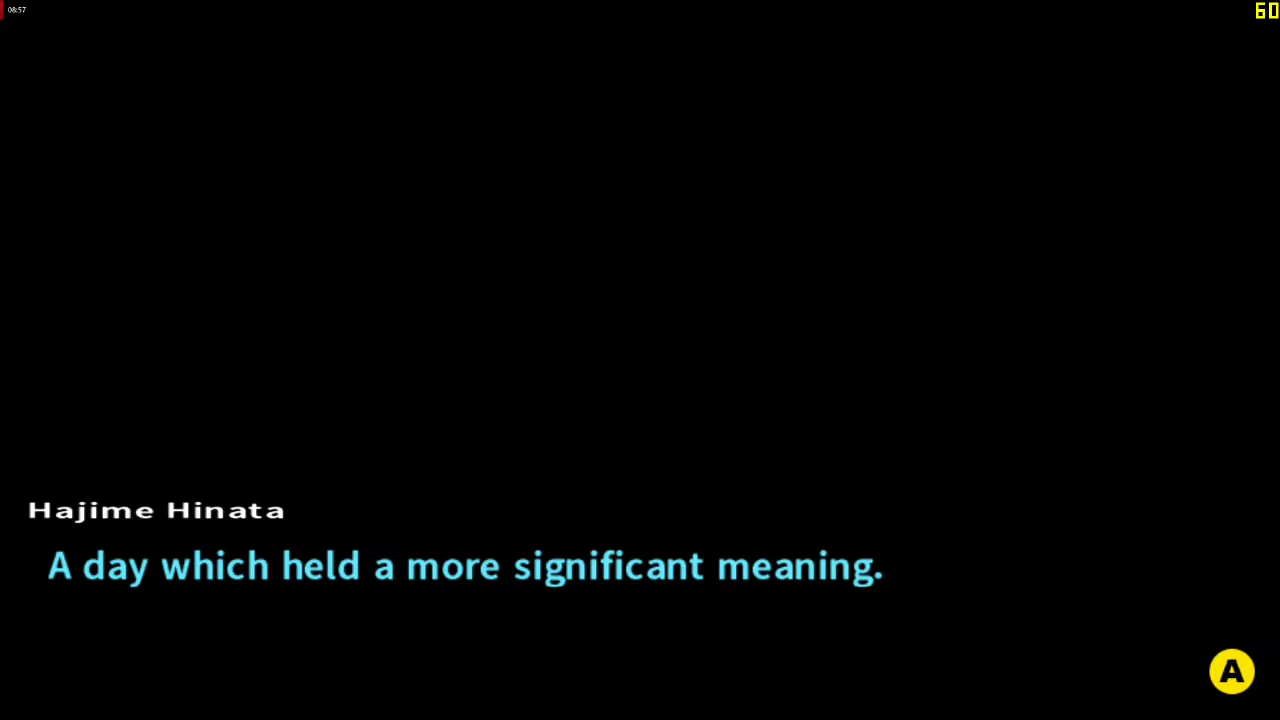 08:57
60
Hajime Hinata
A day which held a more significant meaning.
A